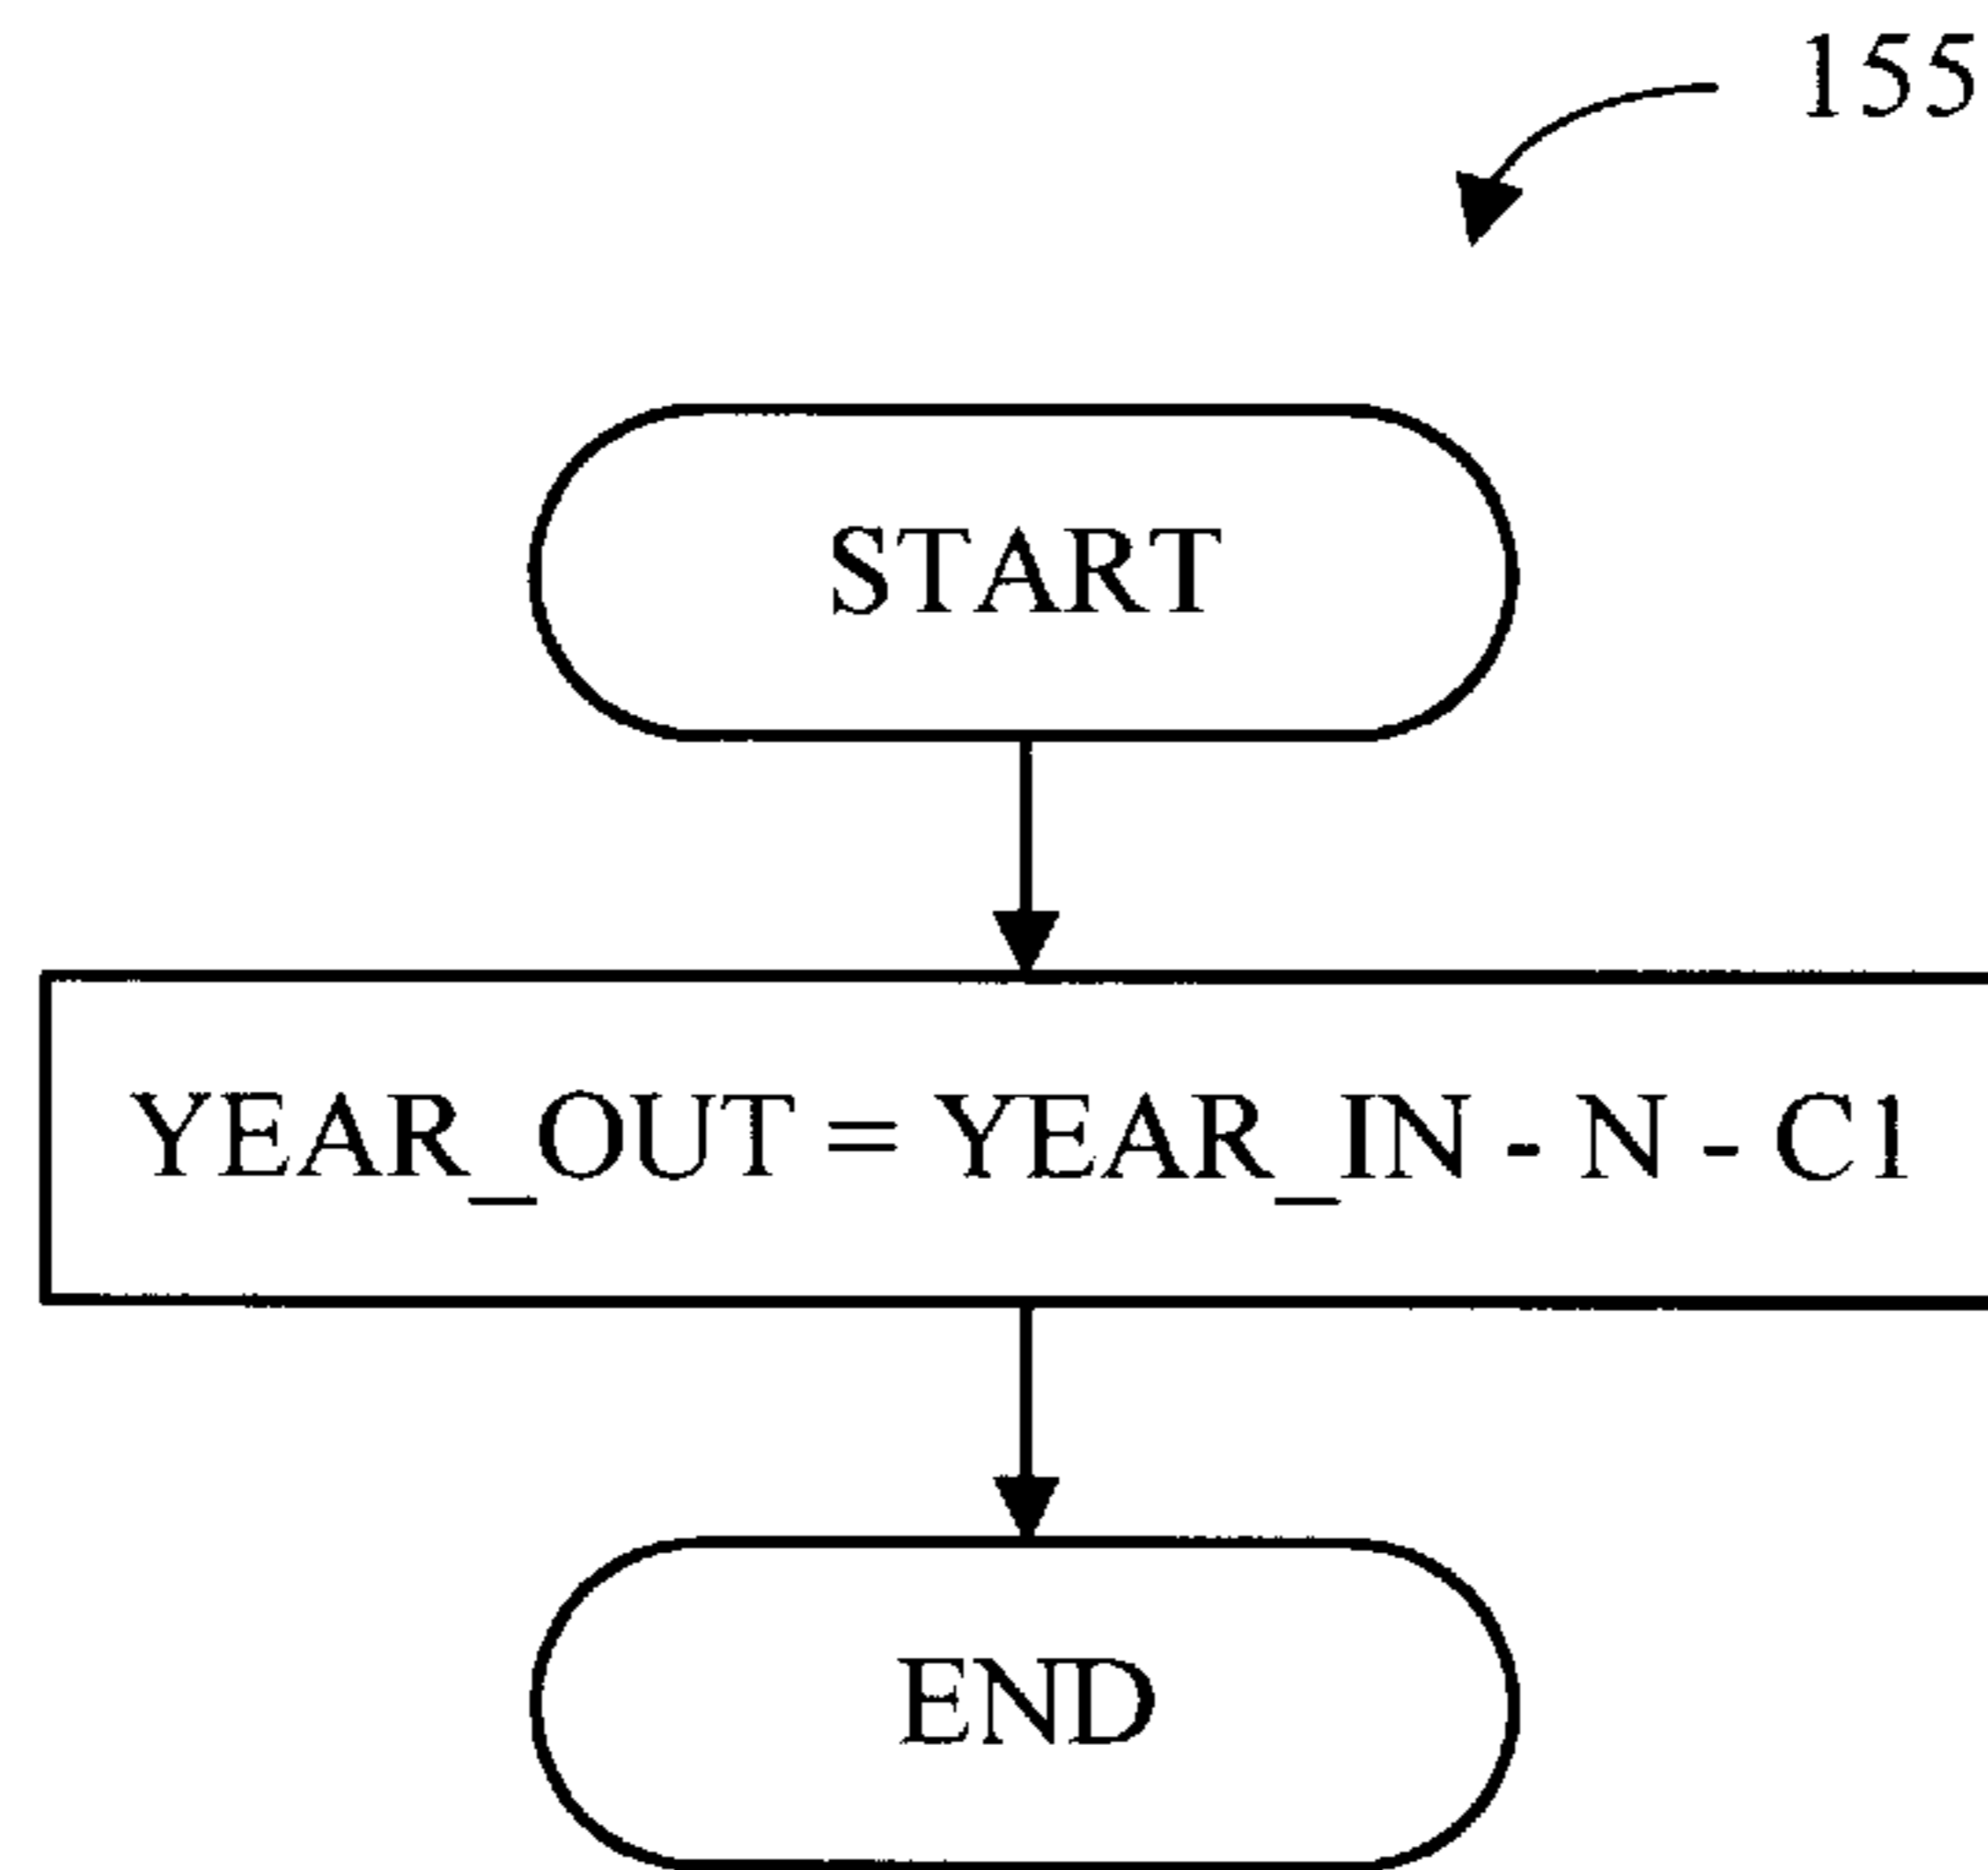 155
START
YEAR_OUT = YEAR_IN - N - C1
END